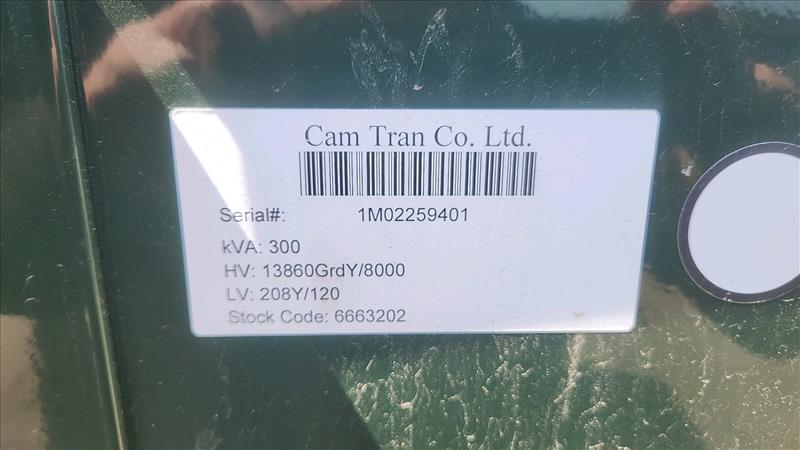 Cam Tran Co. Ltd.
Serial#: 1M02259401
kVA: 300
HV: 13860GrdY/8000
LV: 208Y/120
Stock Code: 6663202